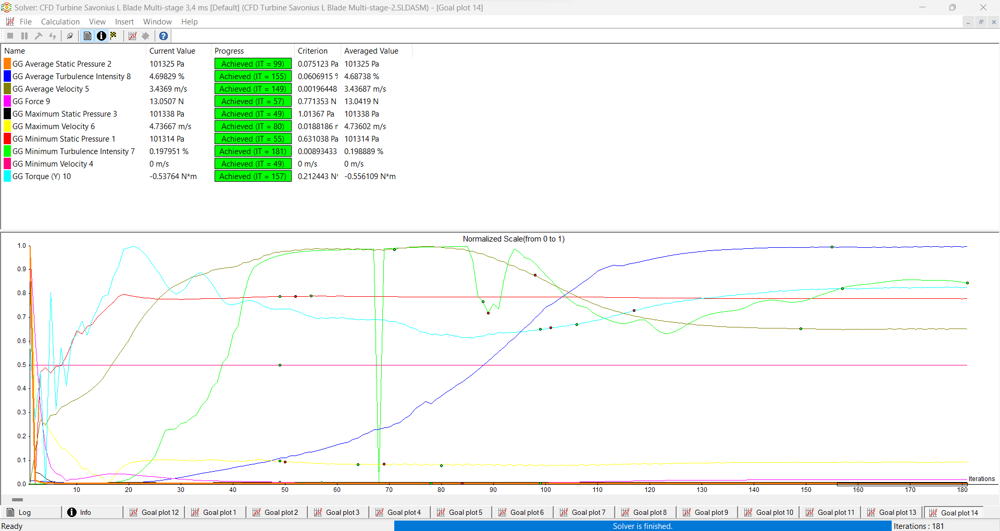 Solver: CFD Turbine Savonius L Blade Multi-stage 3,4 ms [Default] (CFD Turbine Savonius L Blade Multi-stage-2.SLDASM) - [Goal plot 14]
File Calculation View Insert Window Help
Name Current Value Progress Criterion Averaged Value
GG Average Static Pressure 2 101325 Pa Achieved (IT = 99) 0.075123 Pa 101325 Pa
GG Average Turbulence Intensity 8 4.69829 % Achieved (IT = 155) 0.0606915 % 4.68738 %
GG Average Velocity 5 3.4369 m/s Achieved (IT = 149) 0.00196448 3.43687 m/s
GG Force 9 13.0507 N Achieved (IT = 57) 0.771353 N 13.0419 N
GG Maximum Static Pressure 3 101338 Pa Achieved (IT = 49) 1.01367 Pa 101338 Pa
GG Maximum Velocity 6 4.73667 m/s Achieved (IT = 80) 0.0188186 4.73602 m/s
GG Minimum Static Pressure 1 101314 Pa Achieved (IT = 55) 0.631038 Pa 101314 Pa
GG Minimum Turbulence Intensity 7 0.197951 % Achieved (IT = 181) 0.00893433 0.198889 %
GG Minimum Velocity 4 0 m/s Achieved (IT = 49) 0 m/s 0 m/s
GG Torque (Y) 10 -0.53764 N*m Achieved (IT = 157) 0.212443 N* -0.556109 N*m
Normalized Scale(from 0 to 1)
1.0
0.9
0.8
0.7
0.6
0.5
0.4
0.3
0.2
0.1
0.0
Iterations
10 20 30 40 50 60 70 80 90 100 110 120 130 140 150 160 170 180
Log Info Goal plot 12 Goal plot 1 Goal plot 2 Goal plot 3 Goal plot 4 Goal plot 5 Goal plot 6 Goal plot 7 Goal plot 8 Goal plot 9 Goal plot 10 Goal plot 11 Goal plot 13 Goal plot 14
Ready Solver is finished. Iterations : 181